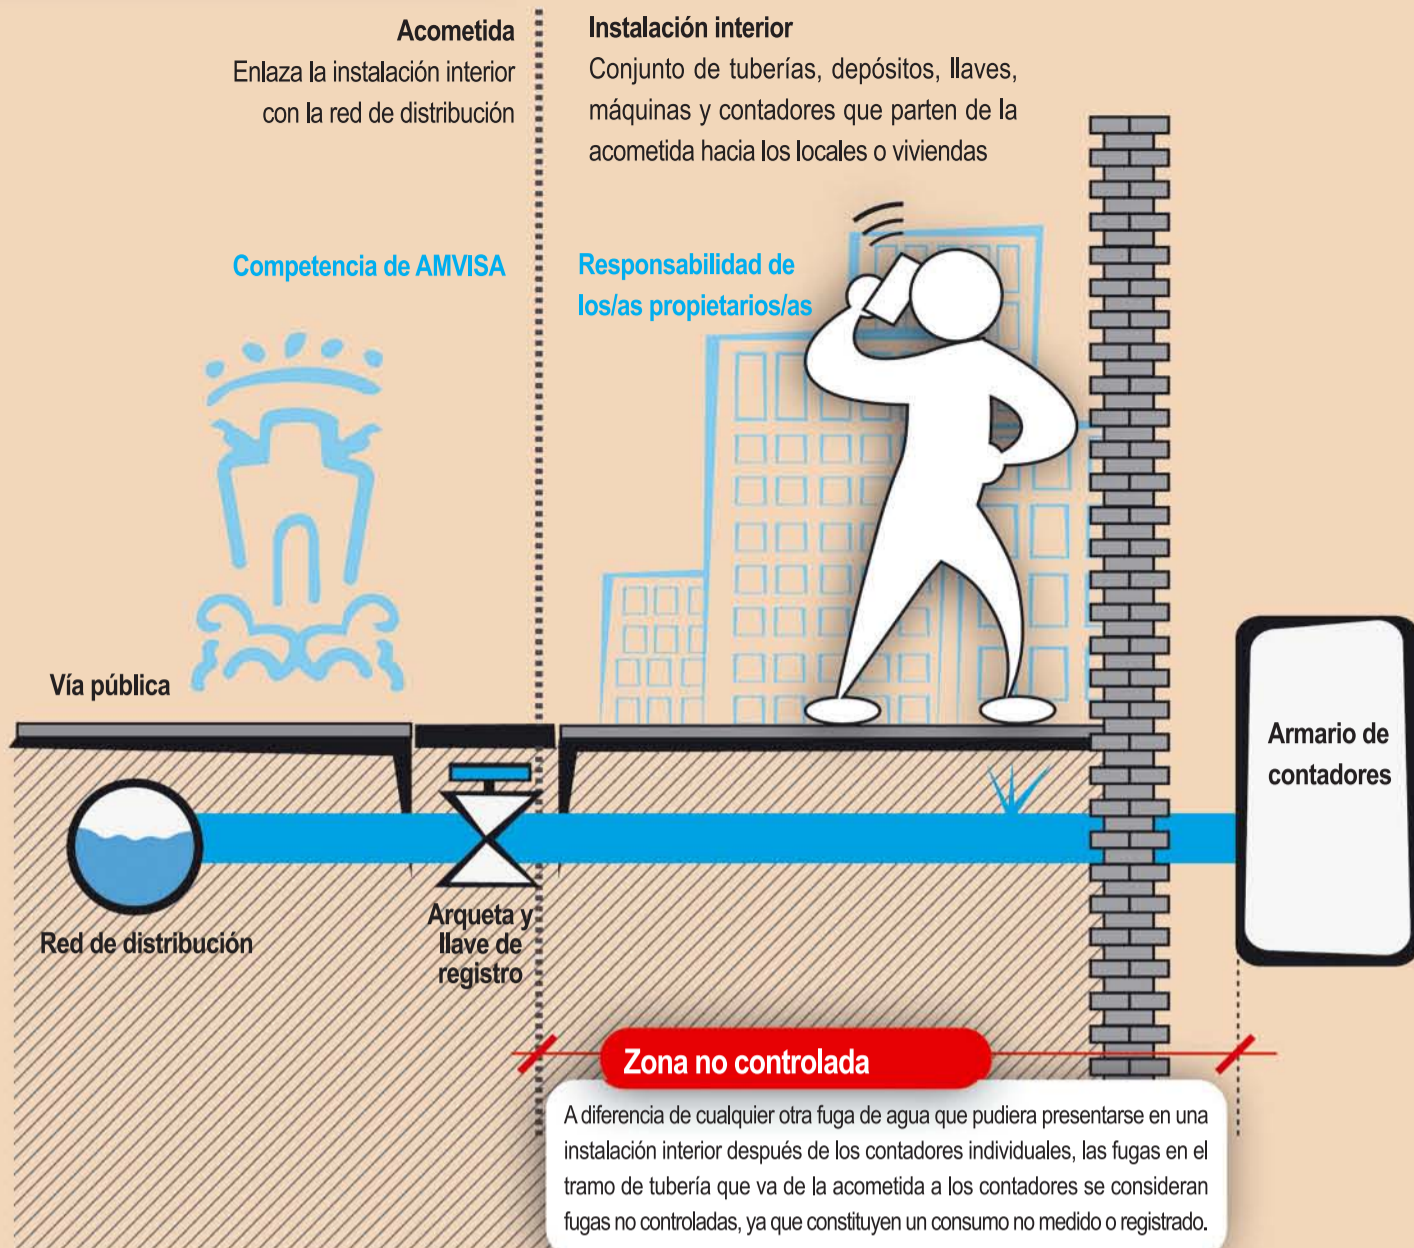 Acometida
Enlaza la instalación interior
con la red de distribución
Instalación interior
Conjunto de tuberías, depósitos, llaves,
máquinas y contadores que parten de la
acometida hacia los locales o viviendas
Competencia de AMVISA
Responsabilidad de
los/as propietarios/as
Vía pública
Armario de
contadores
Red de distribución
Arqueta y
llave de
registro
Zona no controlada
A diferencia de cualquier otra fuga de agua que pudiera presentarse en una
instalación interior después de los contadores individuales, las fugas en el
tramo de tubería que va de la acometida a los contadores se consideran
fugas no controladas, ya que constituyen un consumo no medido o registrado.